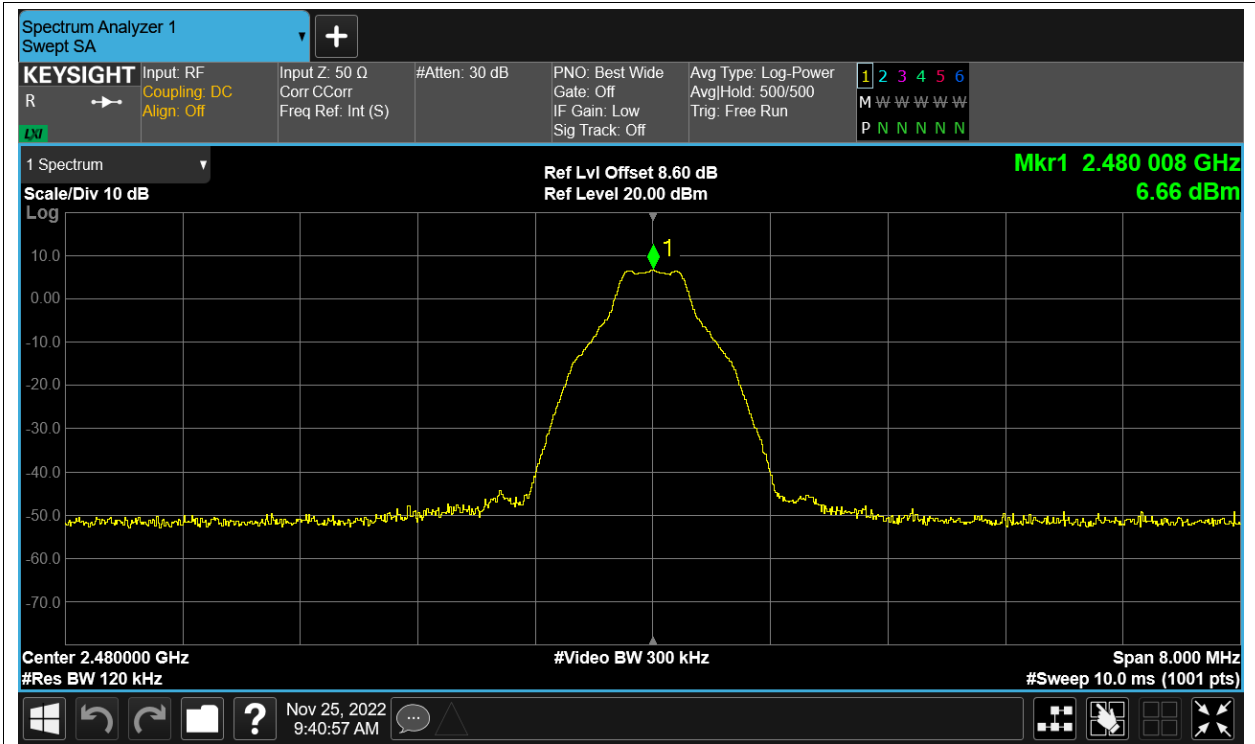 Spectrum Analyzer 1
Swept SA
KEYSIGHT
R
LXI
Input: RF
Coupling: DC
Align: Off
Input Z: 50 Ω
Corr CCorr
Freq Ref: Int (S)
#Atten: 30 dB
PNO: Best Wide
Gate: Off
IF Gain: Low
Sig Track: Off
Avg Type: Log-Power
Avg|Hold: 500/500
Trig: Free Run
1 2 3 4 5 6
M W W W W W
P N N N N N
1 Spectrum
Scale/Div 10 dB
Log
Ref Lvl Offset 8.60 dB
Ref Level 20.00 dBm
Mkr1 2.480 008 GHz
6.66 dBm
1
10.0
0.00
-10.0
-20.0
-30.0
-40.0
-50.0
-60.0
-70.0
Center 2.480000 GHz
#Res BW 120 kHz
#Video BW 300 kHz
Span 8.000 MHz
#Sweep 10.0 ms (1001 pts)
?
Nov 25, 2022
9:40:57 AM